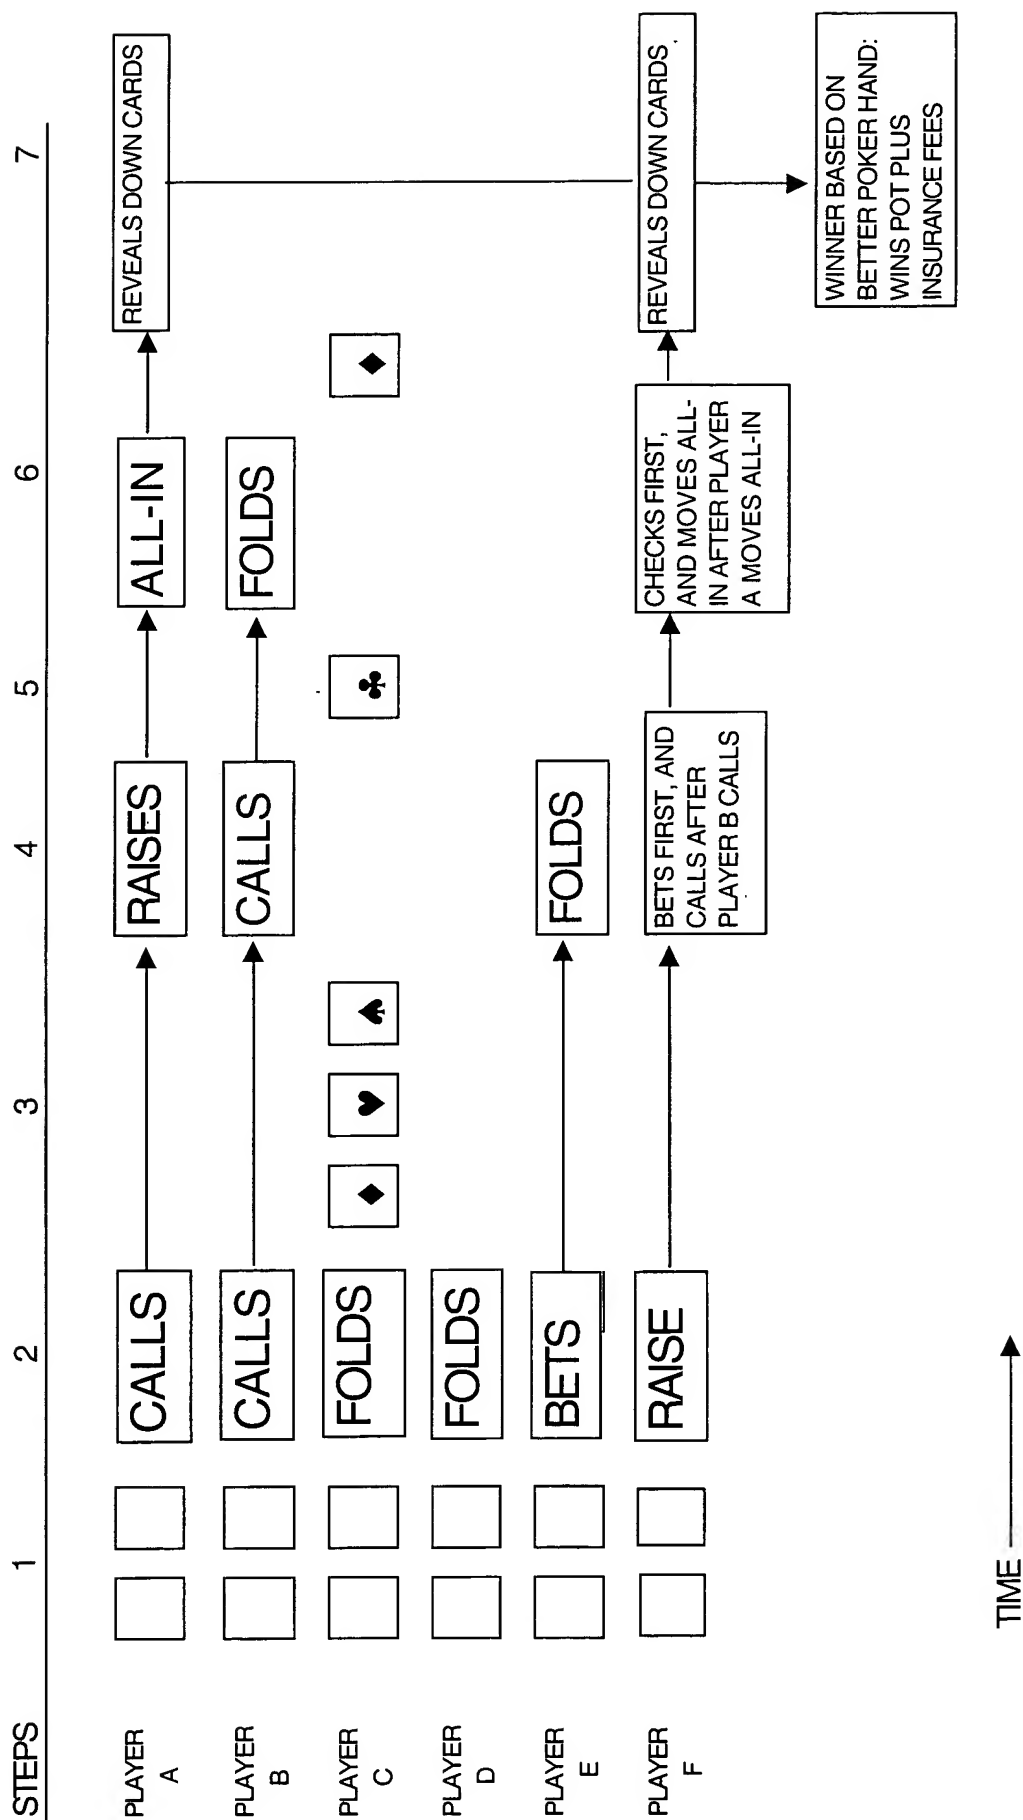 STEPS 1 2 3 4 5 6 7
PLAYER
A
CALLS
RAISES
ALL-IN
REVEALS DOWN CARDS
PLAYER
B
CALLS
CALLS
FOLDS
PLAYER
C
FOLDS
PLAYER
D
FOLDS
PLAYER
E
BETS
FOLDS
PLAYER
F
RAISE
BETS FIRST, AND
CALLS AFTER
PLAYER B CALLS
CHECKS FIRST,
AND MOVES ALL-
IN AFTER PLAYER
A MOVES ALL-IN
REVEALS DOWN CARDS
WINNER BASED ON
BETTER POKER HAND:
WINS POT PLUS
INSURANCE FEES
TIME